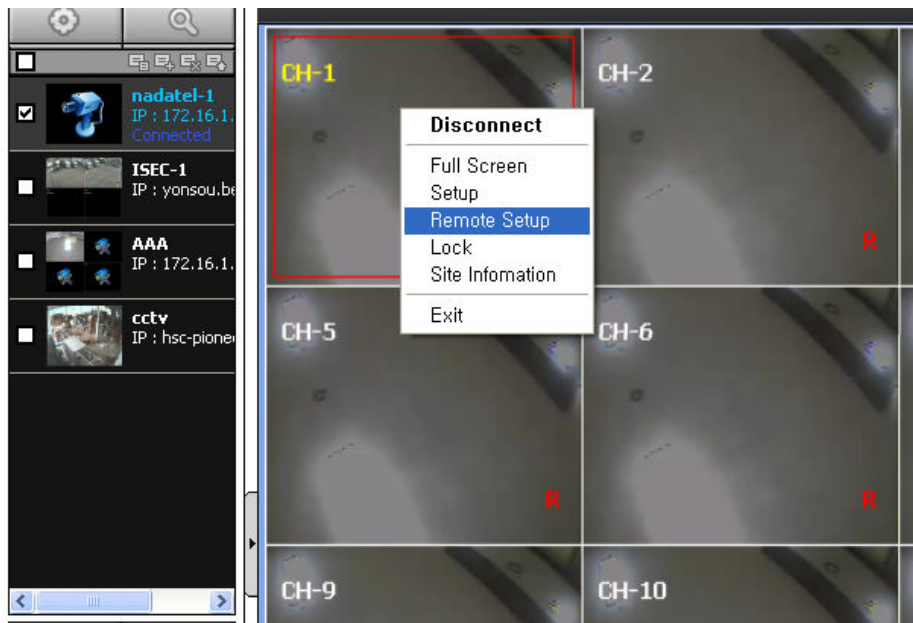 nadatel-1
IP : 172.16.1.
Connected
ISEC-1
IP : yonsou.be
AAA
IP : 172.16.1.
cctv
IP : hsc-pione
CH-1
CH-2
R
Disconnect
Full Screen
Setup
Remote Setup
Lock
Site Infomation
Exit
CH-5
CH-6
R
R
CH-9
CH-10